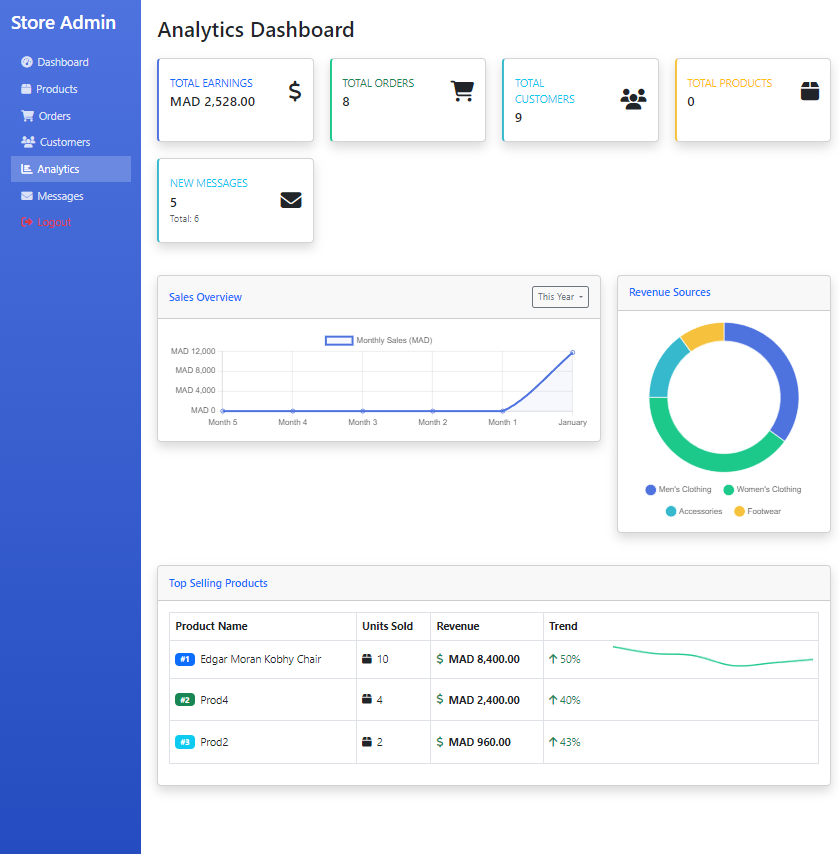 Store Admin
Dashboard
Products
Orders
Customers
Analytics
Messages
Logout
Analytics Dashboard
TOTAL EARNINGS
MAD 2,528.00
TOTAL ORDERS
8
TOTAL
CUSTOMERS
9
TOTAL PRODUCTS
0
NEW MESSAGES
5
Total: 6
Sales Overview
This Year
Monthly Sales (MAD)
MAD 12,000
MAD 8,000
MAD 4,000
MAD 0
Month 5 Month 4 Month 3 Month 2 Month 1 January
Revenue Sources
Men's Clothing Women's Clothing
Accessories Footwear
Top Selling Products
Product Name Units Sold Revenue Trend
#1 Edgar Moran Kobhy Chair 10 $ MAD 8,400.00 ↑ 50%
#2 Prod4 4 $ MAD 2,400.00 ↑ 40%
#3 Prod2 2 $ MAD 960.00 ↑ 43%